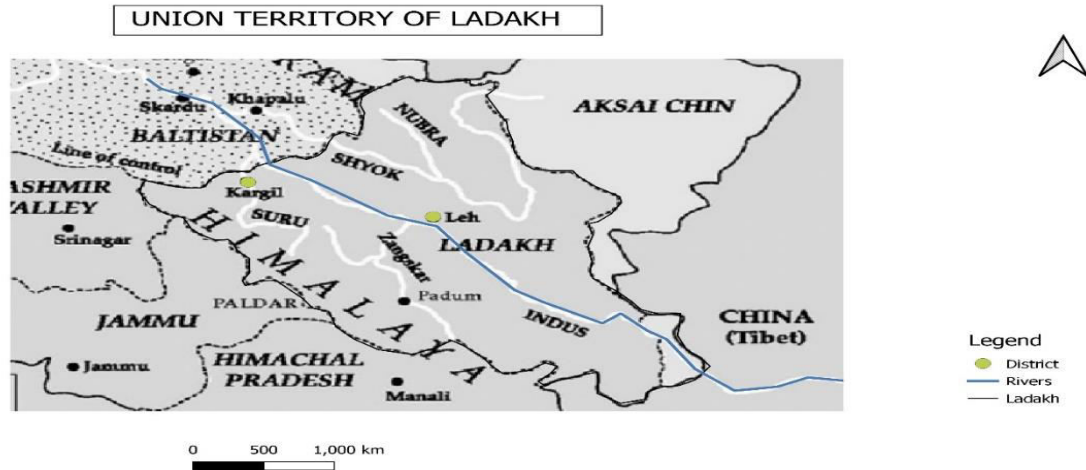 UNION TERRITORY OF LADAKH
RAM
Skardu
Khapalu
BALTISTAN
Line of control
NUBRA
AKSAI CHIN
SHYOK
ASHMIR
VALLEY
Kargil
SURU
Leh
Srinagar
LADAKH
Zangskar
HIMALAYA
PALDAR
Padum
INDUS
CHINA
(Tibet)
JAMMU
Jammu
HIMACHAL
PRADESH
Manali
Legend
District
Rivers
Ladakh
0 500 1,000 km